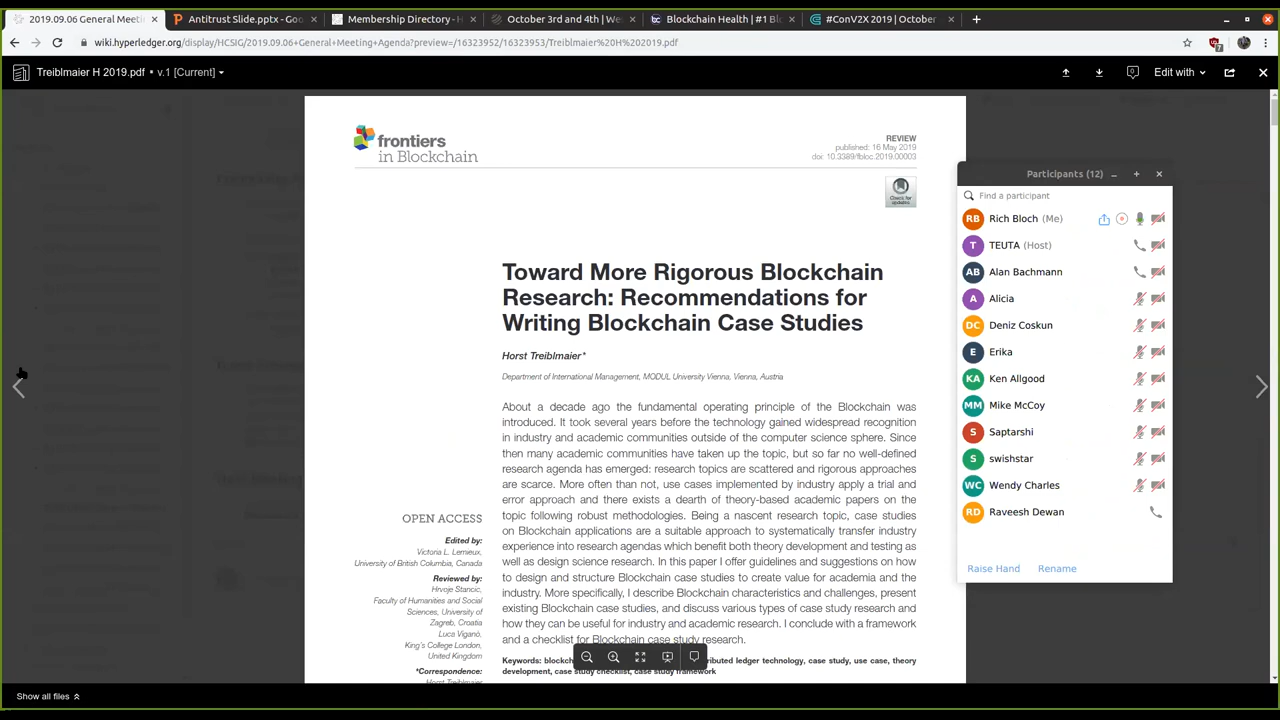 2019.09.06 General Meeti
Antitrust Slide.pptx - Goo
Membership Directory - H
October 3rd and 4th | We
Blockchain Health | #1 Blo
#ConV2X 2019 | October
wiki.hyperledger.org/display/HCSIG/2019.09.06+General+Meeting+Agenda?preview=/16323952/16323953/Treiblmaier%20H%202019.pdf
7
Treiblmaier H 2019.pdf • v.1 [Current]
0
Edit with
frontiers
in Blockchain
REVIEW
published: 16 May 2019
doi: 10.3389/fbloc.2019.00003
Check for
updates
Toward More Rigorous Blockchain
Research: Recommendations for
Writing Blockchain Case Studies
Horst Treiblmaier*
Department of International Management, MODUL University Vienna, Vienna, Austria
About a decade ago the fundamental operating principle of the Blockchain was
introduced. It took several years before the technology gained widespread recognition
in industry and academic communities outside of the computer science sphere. Since
then many academic communities have taken up the topic, but so far no well-defined
research agenda has emerged: research topics are scattered and rigorous approaches
are scarce. More often than not, use cases implemented by industry apply a trial and
error approach and there exists a dearth of theory-based academic papers on the
topic following robust methodologies. Being a nascent research topic, case studies
on Blockchain applications are a suitable approach to systematically transfer industry
experience into research agendas which benefit both theory development and testing as
well as design science research. In this paper I offer guidelines and suggestions on how
to design and structure Blockchain case studies to create value for academia and the
industry. More specifically, I describe Blockchain characteristics and challenges, present
existing Blockchain case studies, and discuss various types of case study research and
how they can be useful for industry and academic research. I conclude with a framework
and a checklist for Blockchain case study research.
Keywords: blockch
ributed ledger technology, case study, use case, theory
development, case study checklist, case study framework
OPEN ACCESS
Edited by:
Victoria L. Lemieux,
University of British Columbia, Canada
Reviewed by:
Hrvoje Stancic,
Faculty of Humanities and Social
Sciences, University of
Zagreb, Croatia
Luca Viganò,
King's College London,
United Kingdom
*Correspondence:
Horst Treiblmaier
Participants (12)
Find a participant
RB Rich Bloch (Me)
T TEUTA (Host)
AB Alan Bachmann
A Alicia
DC Deniz Coskun
E Erika
KA Ken Allgood
MM Mike McCoy
S Saptarshi
S swishstar
WC Wendy Charles
RD Raveesh Dewan
Raise Hand
Rename
Show all files